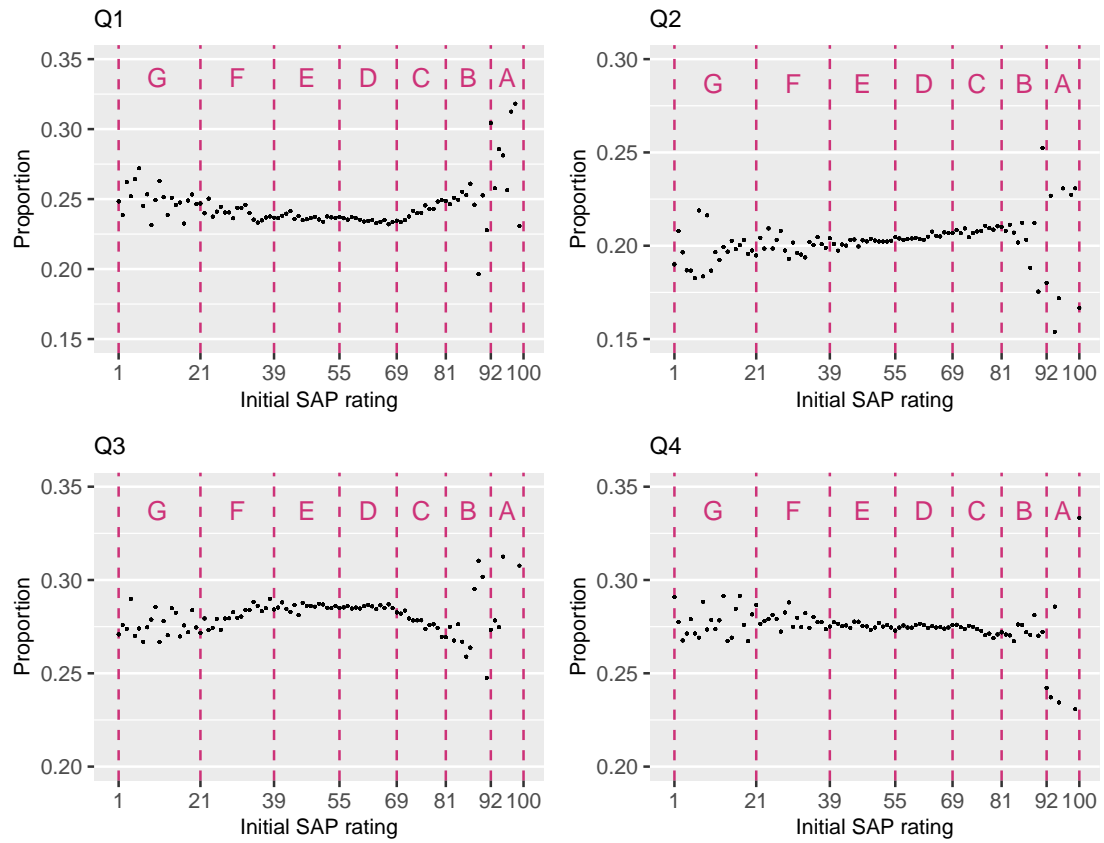 Q1
0.35
0.30
0.25
0.20
0.15
G F E D C B A
1 21 39 55 69 81 92 100
Initial SAP rating
Proportion
Q2
0.30
0.25
0.20
0.15
G F E D C B A
1 21 39 55 69 81 92 100
Initial SAP rating
Proportion
Q3
0.35
0.30
0.25
0.20
G F E D C B A
1 21 39 55 69 81 92 100
Initial SAP rating
Proportion
Q4
0.35
0.30
0.25
0.20
G F E D C B A
1 21 39 55 69 81 92 100
Initial SAP rating
Proportion